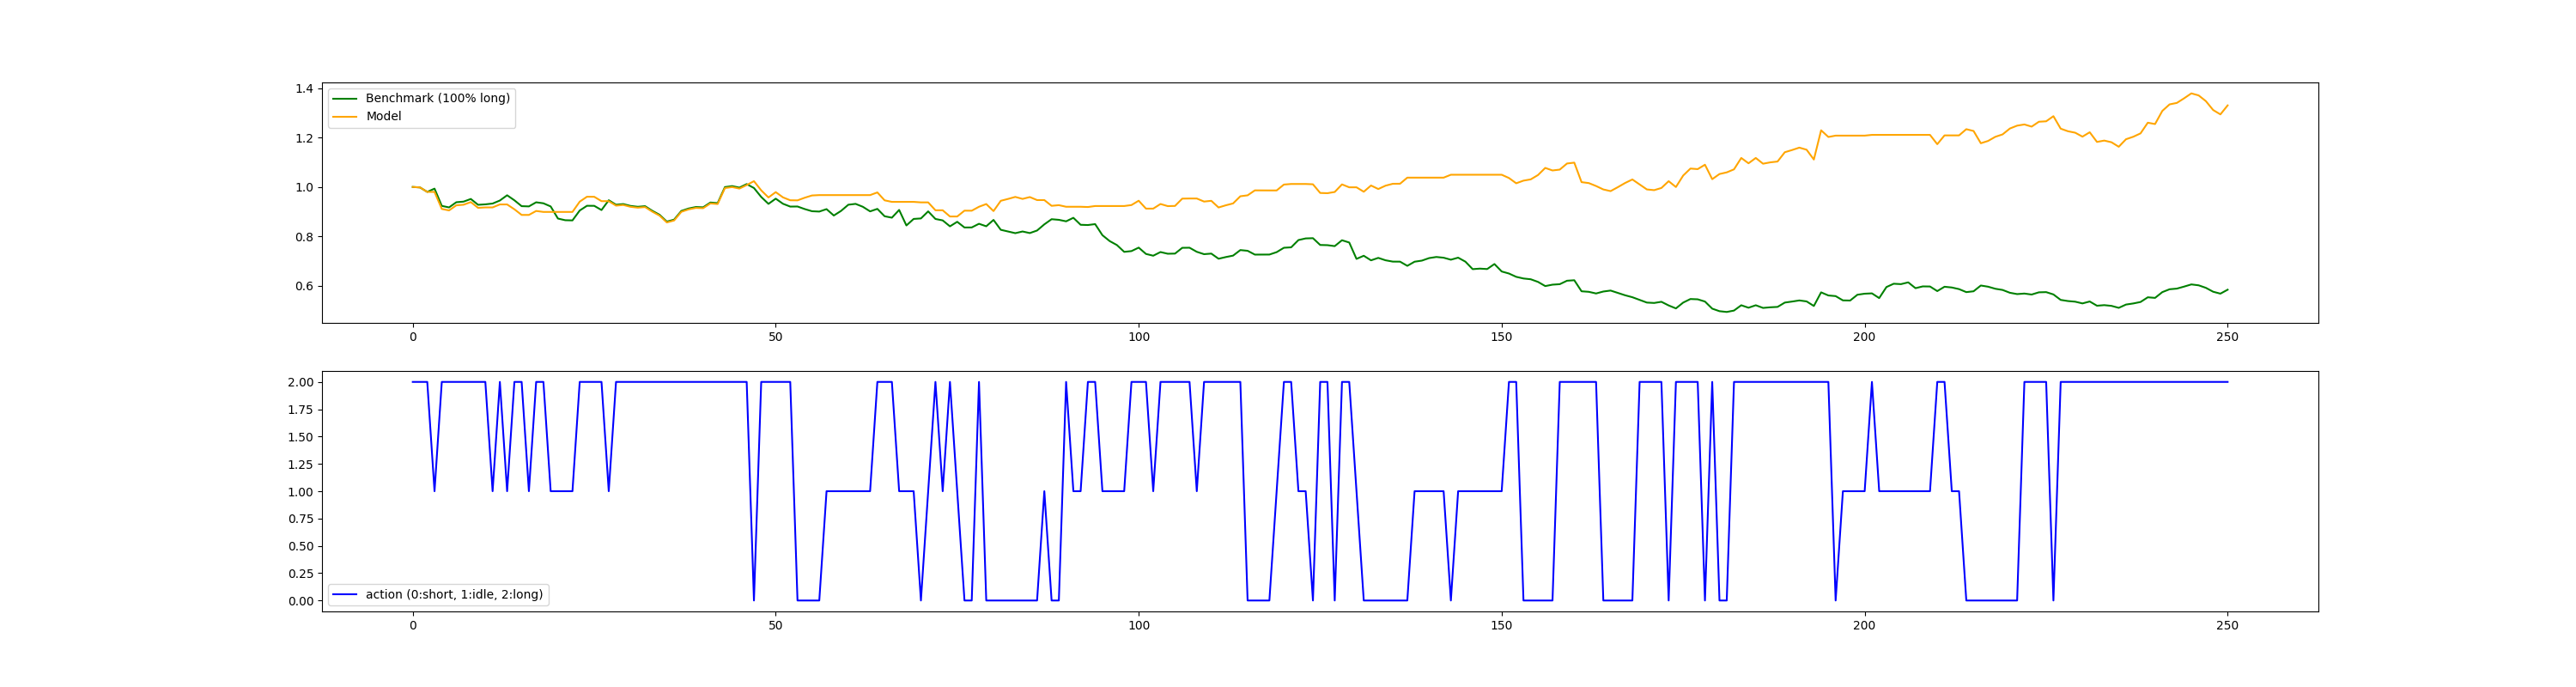 1.4
1.2
1.0
0.8
0.6
Benchmark (100% long)
Model
0 50 100 150 200 250
2.00
1.75
1.50
1.25
1.00
0.75
0.50
0.25
0.00
action (0:short, 1:idle, 2:long)
0 50 100 150 200 250